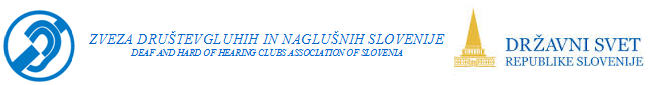 ZVEZA DRUŠTEVGLUHIH IN NAGLUŠNIH SLOVENIJE
DEAF AND HARD OF HEARING CLUBS ASSOCIATION OF SLOVENIA
DRŽAVNI SVET
REPUBLIKE SLOVENIJE